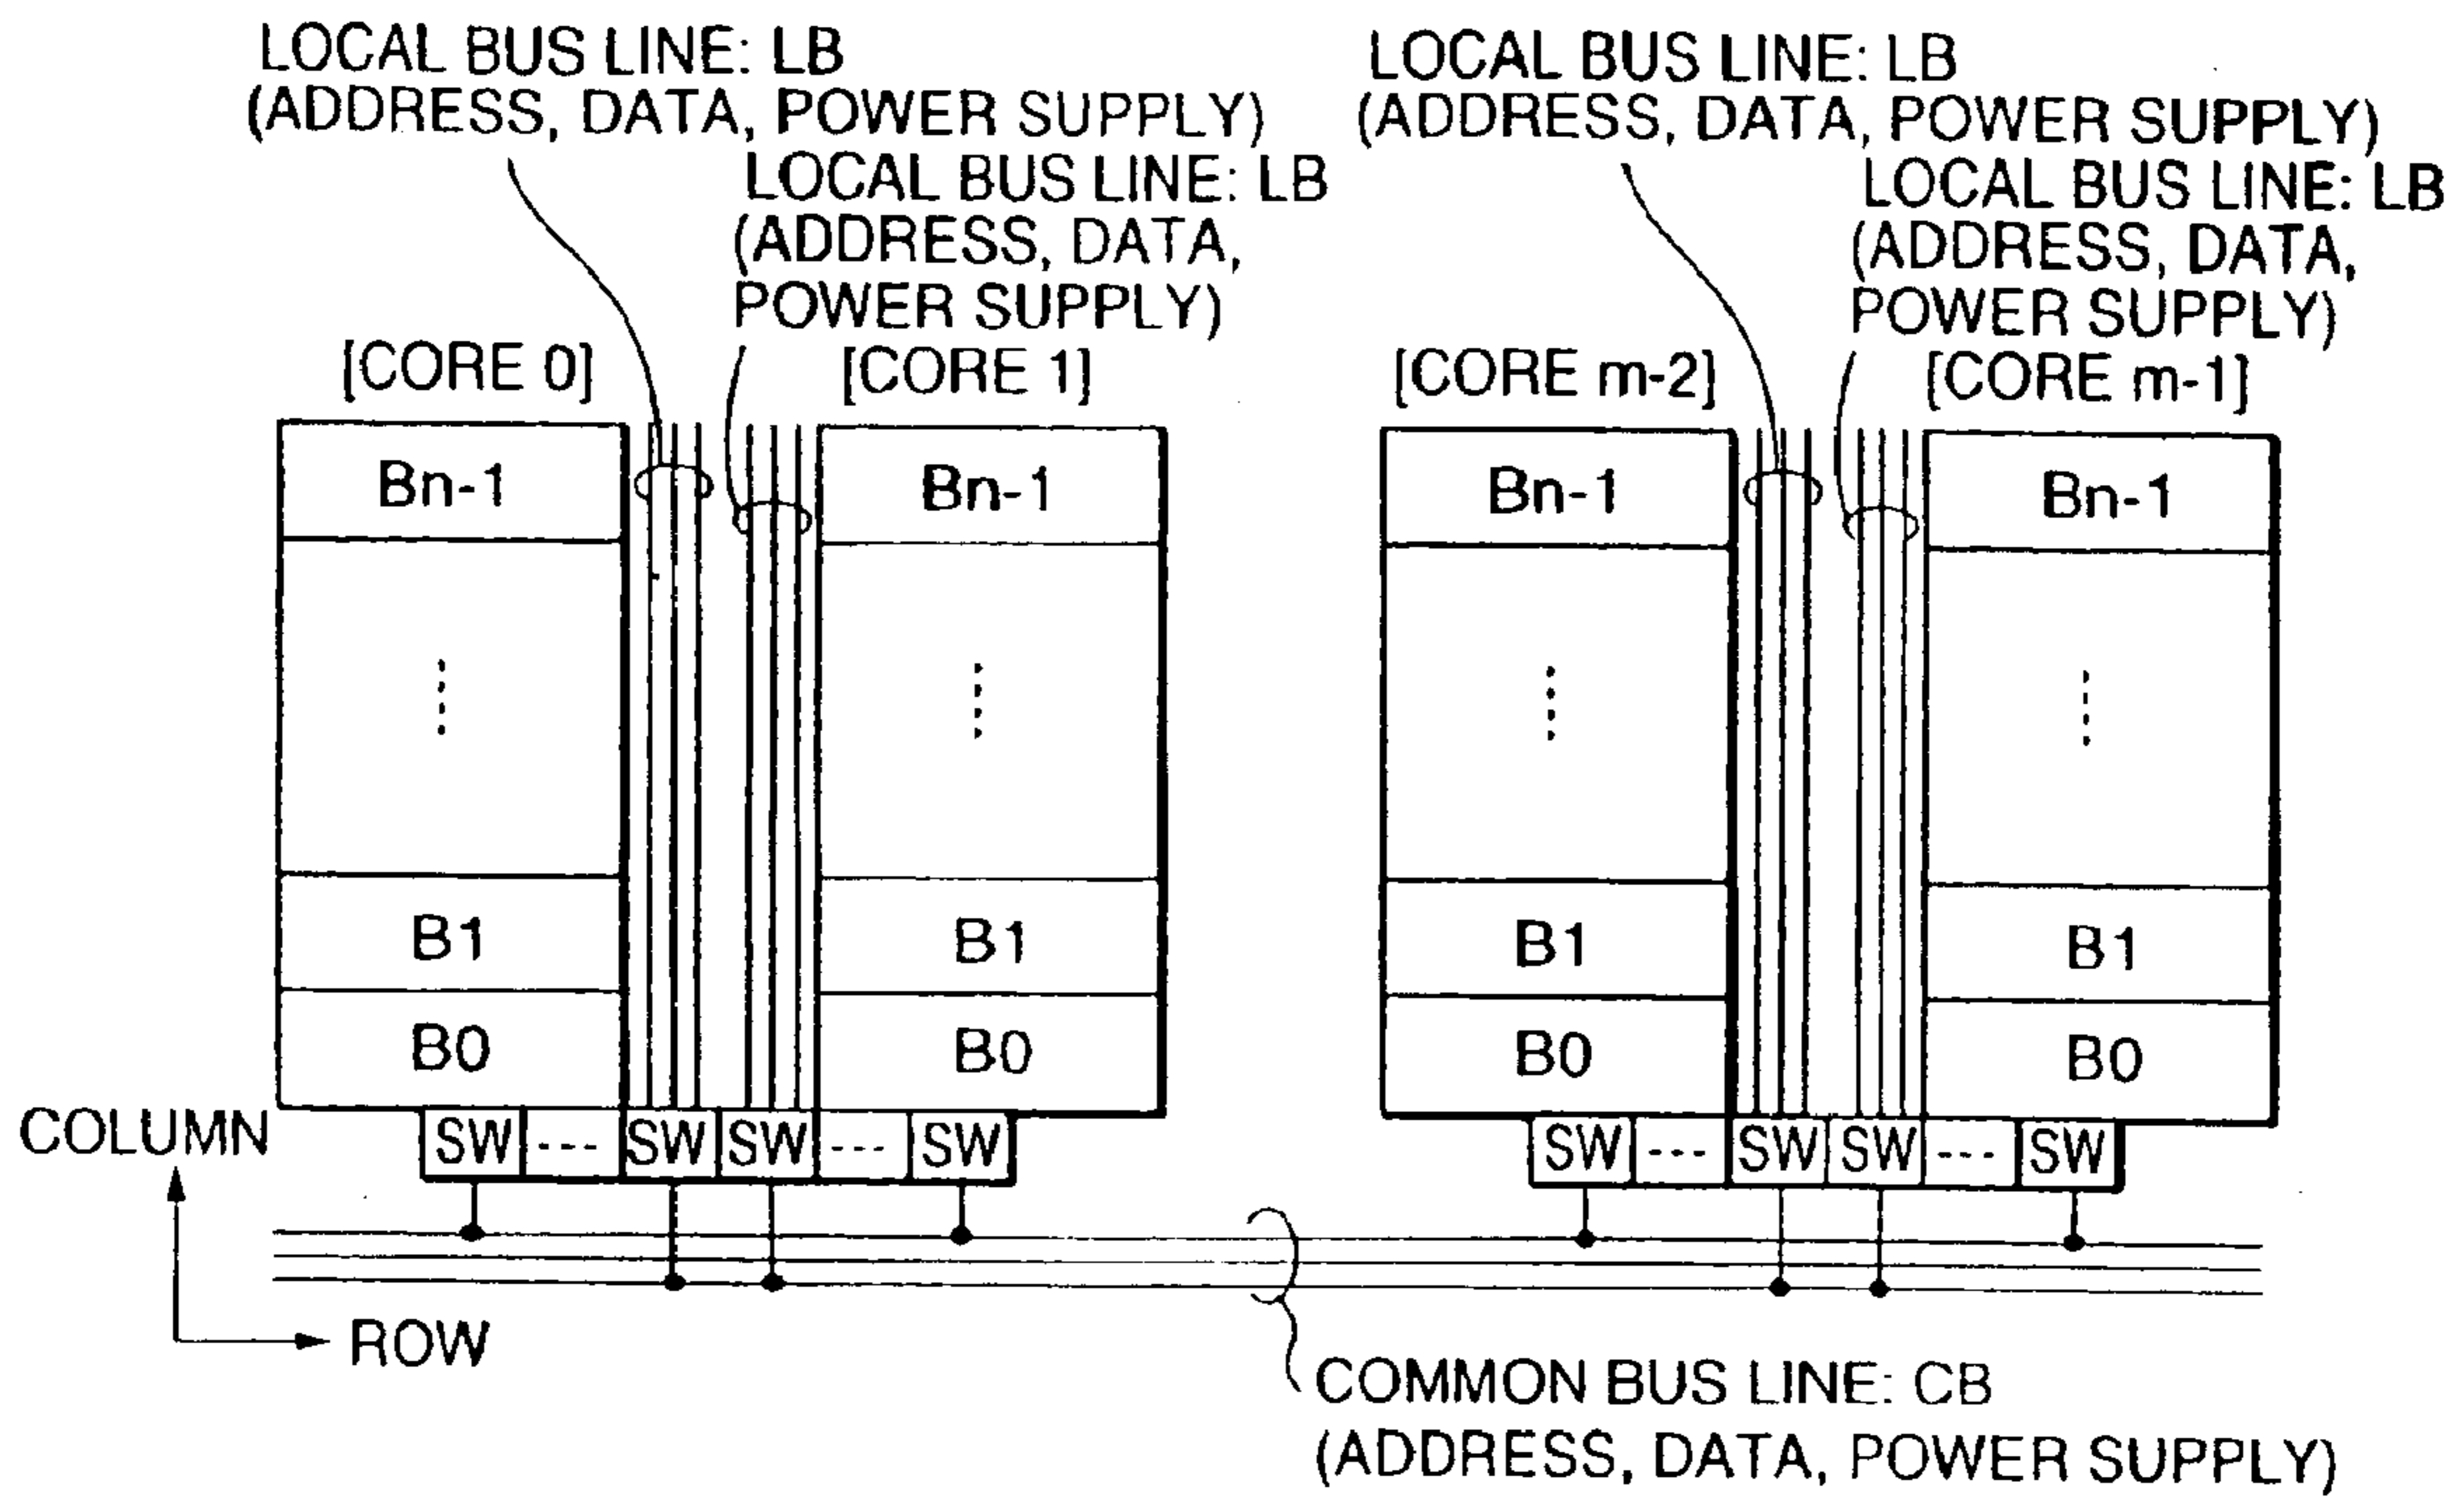 LOCAL BUS LINE: LB
(ADDRESS, DATA, POWER SUPPLY)
LOCAL BUS LINE: LB
(ADDRESS, DATA,
POWER SUPPLY)
LOCAL BUS LINE: LB
(ADDRESS, DATA, POWER SUPPLY)
LOCAL BUS LINE: LB
(ADDRESS, DATA,
POWER SUPPLY)
[CORE 0]
[CORE 1]
[CORE m-2]
[CORE m-1]
Bn-1
Bn-1
Bn-1
Bn-1
B1
B1
B1
B1
B0
B0
B0
B0
SW --- SW SW --- SW
SW --- SW SW --- SW
COLUMN
ROW
COMMON BUS LINE: CB
(ADDRESS, DATA, POWER SUPPLY)